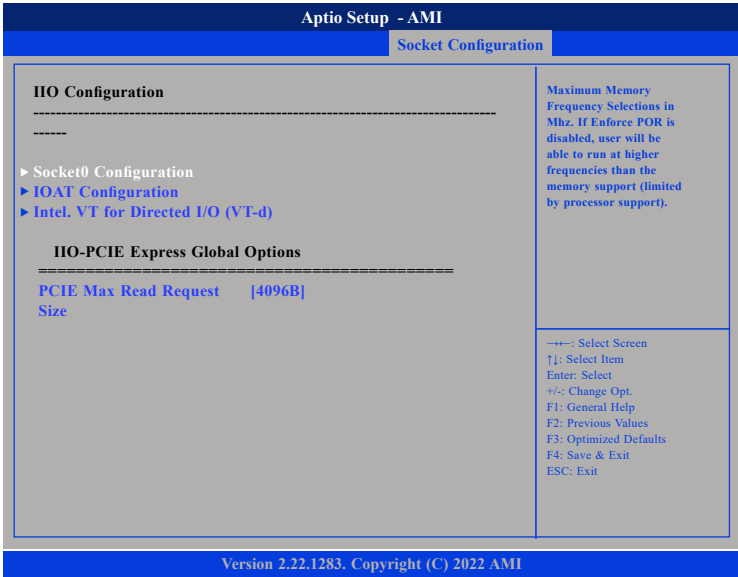 Aptio Setup - AMI
Socket Configuration
IIO Configuration
-----------------------------------------------------------------------------------
------
Socket0 Configuration
IOAT Configuration
Intel. VT for Directed I/O (VT-d)
IIO-PCIE Express Global Options
============================================
PCIE Max Read Request [4096B]
Size
Maximum Memory
Frequency Selections in
Mhz. If Enforce POR is
disabled, user will be
able to run at higher
frequencies than the
memory support (limited
by processor support).
→←: Select Screen
↑↓: Select Item
Enter: Select
+/-: Change Opt.
F1: General Help
F2: Previous Values
F3: Optimized Defaults
F4: Save & Exit
ESC: Exit
Version 2.22.1283. Copyright (C) 2022 AMI